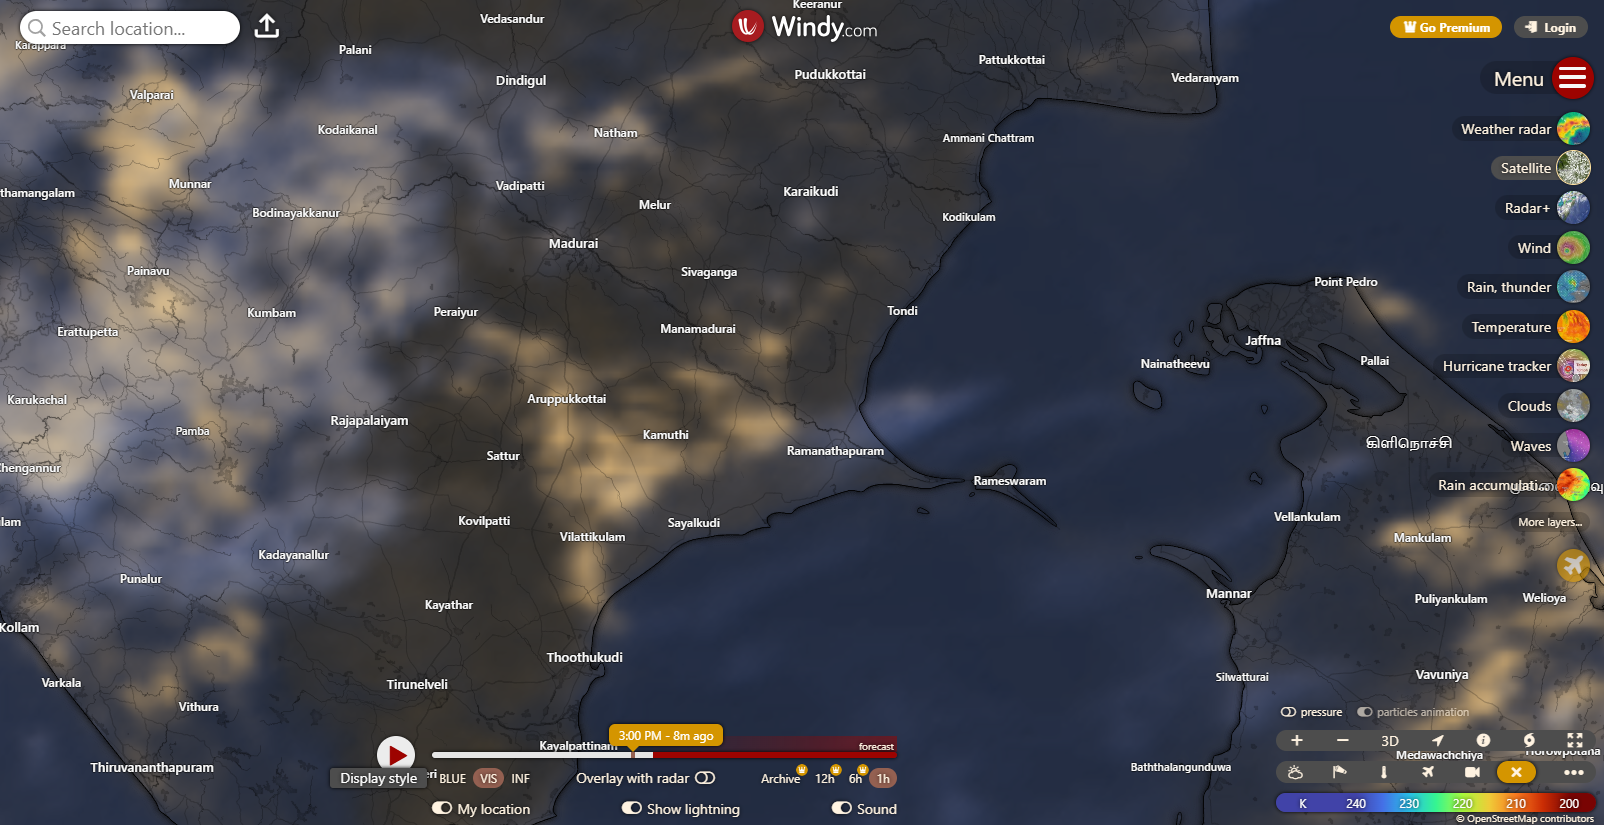 Search location...
Windy.com
Go Premium
Login
Menu
Weather radar
Satellite
Radar+
Wind
Rain, thunder
Temperature
Hurricane tracker
Clouds
Waves
Rain accumulati...
More layers...
Keeranur
Vedasandur
Karappara
Palani
Pattukkottai
Dindigul
Pudukkottai
Vedaranyam
Valparai
Kodaikanal
Natham
Ammani Chattram
Munnar
Vadipatti
Karaikudi
thamangalam
Melur
Bodinayakkanur
Kodikulam
Madurai
Painavu
Sivaganga
Point Pedro
Kumbam
Peraiyur
Tondi
Erattupetta
Manamadurai
Jaffna
Nainatheevu
Pallai
Karukachal
Aruppukkottai
Rajapalaiyam
Pamba
Kamuthi
கிளிநொச்சி
Ramanathapuram
Sattur
Chengannur
Rameswaram
lam
Kovilpatti
Sayalkudi
Vellankulam
Vilattikulam
Mankulam
Kadayanallur
Punalur
Mannar
Puliyankulam
Welioya
Kayathar
Kollam
Thoothukudi
Vavuniya
Silwatturai
Varkala
Tirunelveli
Vithura
Kayalpattinam
Thiruvananthapuram
Baththalangunduwa
Medawachchiya
Horowpotana
3:00 PM - 8m ago
forecast
Display style
eri
BLUE
VIS
INF
Overlay with radar
Archive
12h
6h
1h
My location
Show lightning
Sound
pressure
particles animation
+
−
3D
K 240 230 220 210 200
© OpenStreetMap contributors